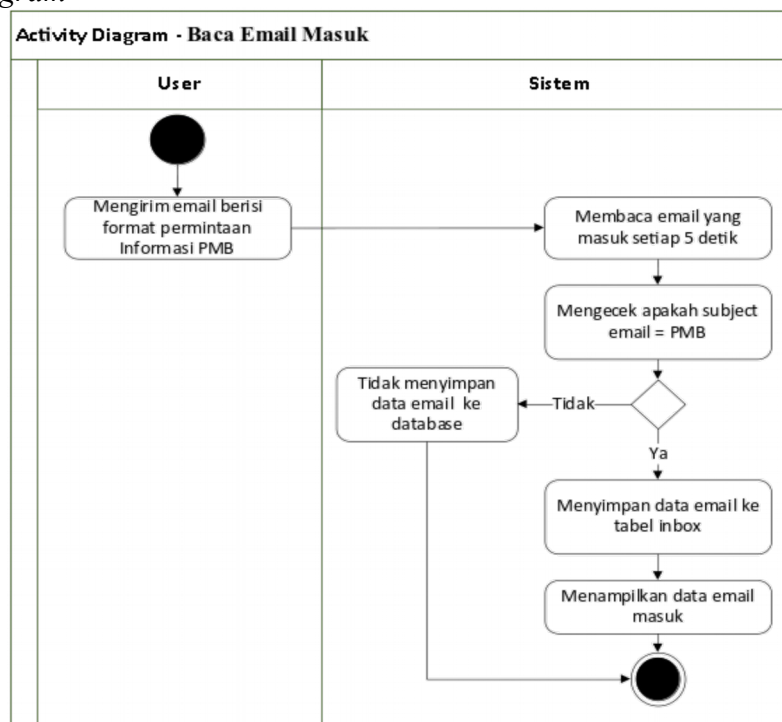 Activity Diagram - Baca Email Masuk
User
Sistem
Mengirim email berisi
format permintaan
Informasi PMB
Membaca email yang
masuk setiap 5 detik
Mengecek apakah subject
email = PMB
Tidak menyimpan
data email ke
database
Tidak
Ya
Menyimpan data email ke
tabel inbox
Menampilkan data email
masuk